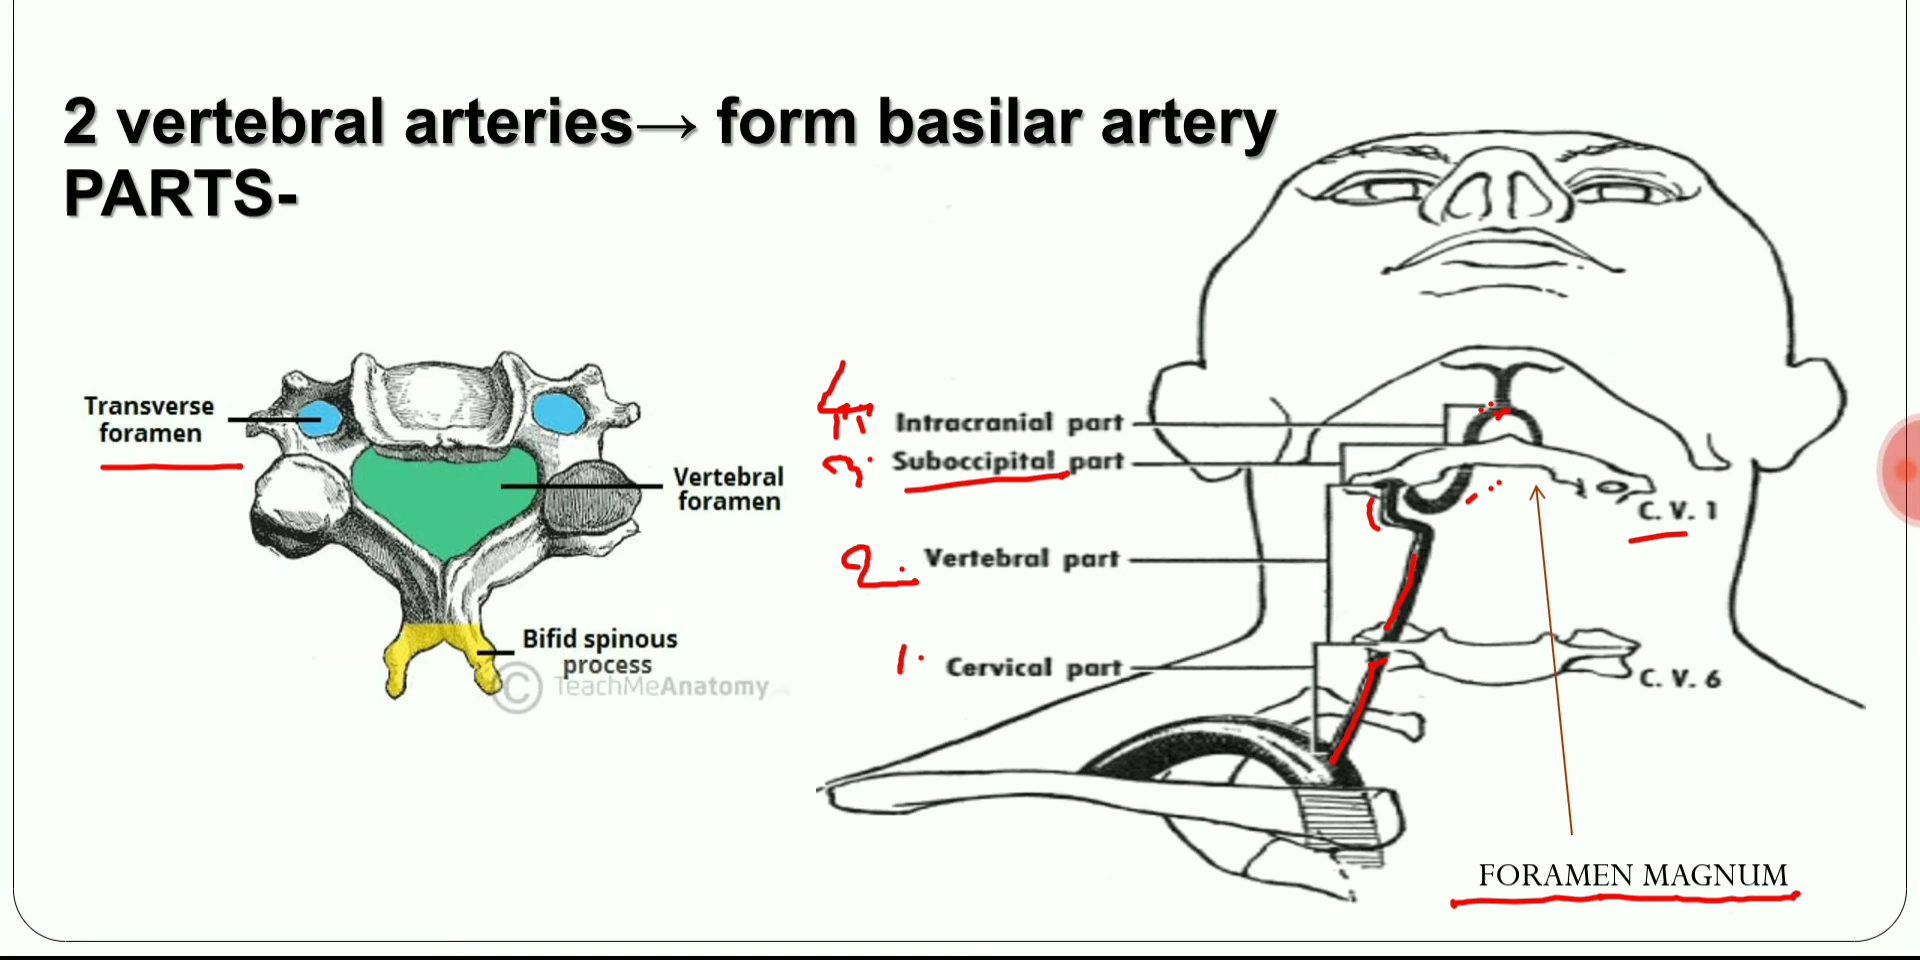 2 vertebral arteries→ form basilar artery
PARTS-
Transverse
foramen
Vertebral
foramen
Bifid spinous
process
© TeachMeAnatomy
4 Intracranial part
3. Suboccipital part
2. Vertebral part
1. Cervical part
C. V. 1
C. V. 6
FORAMEN MAGNUM